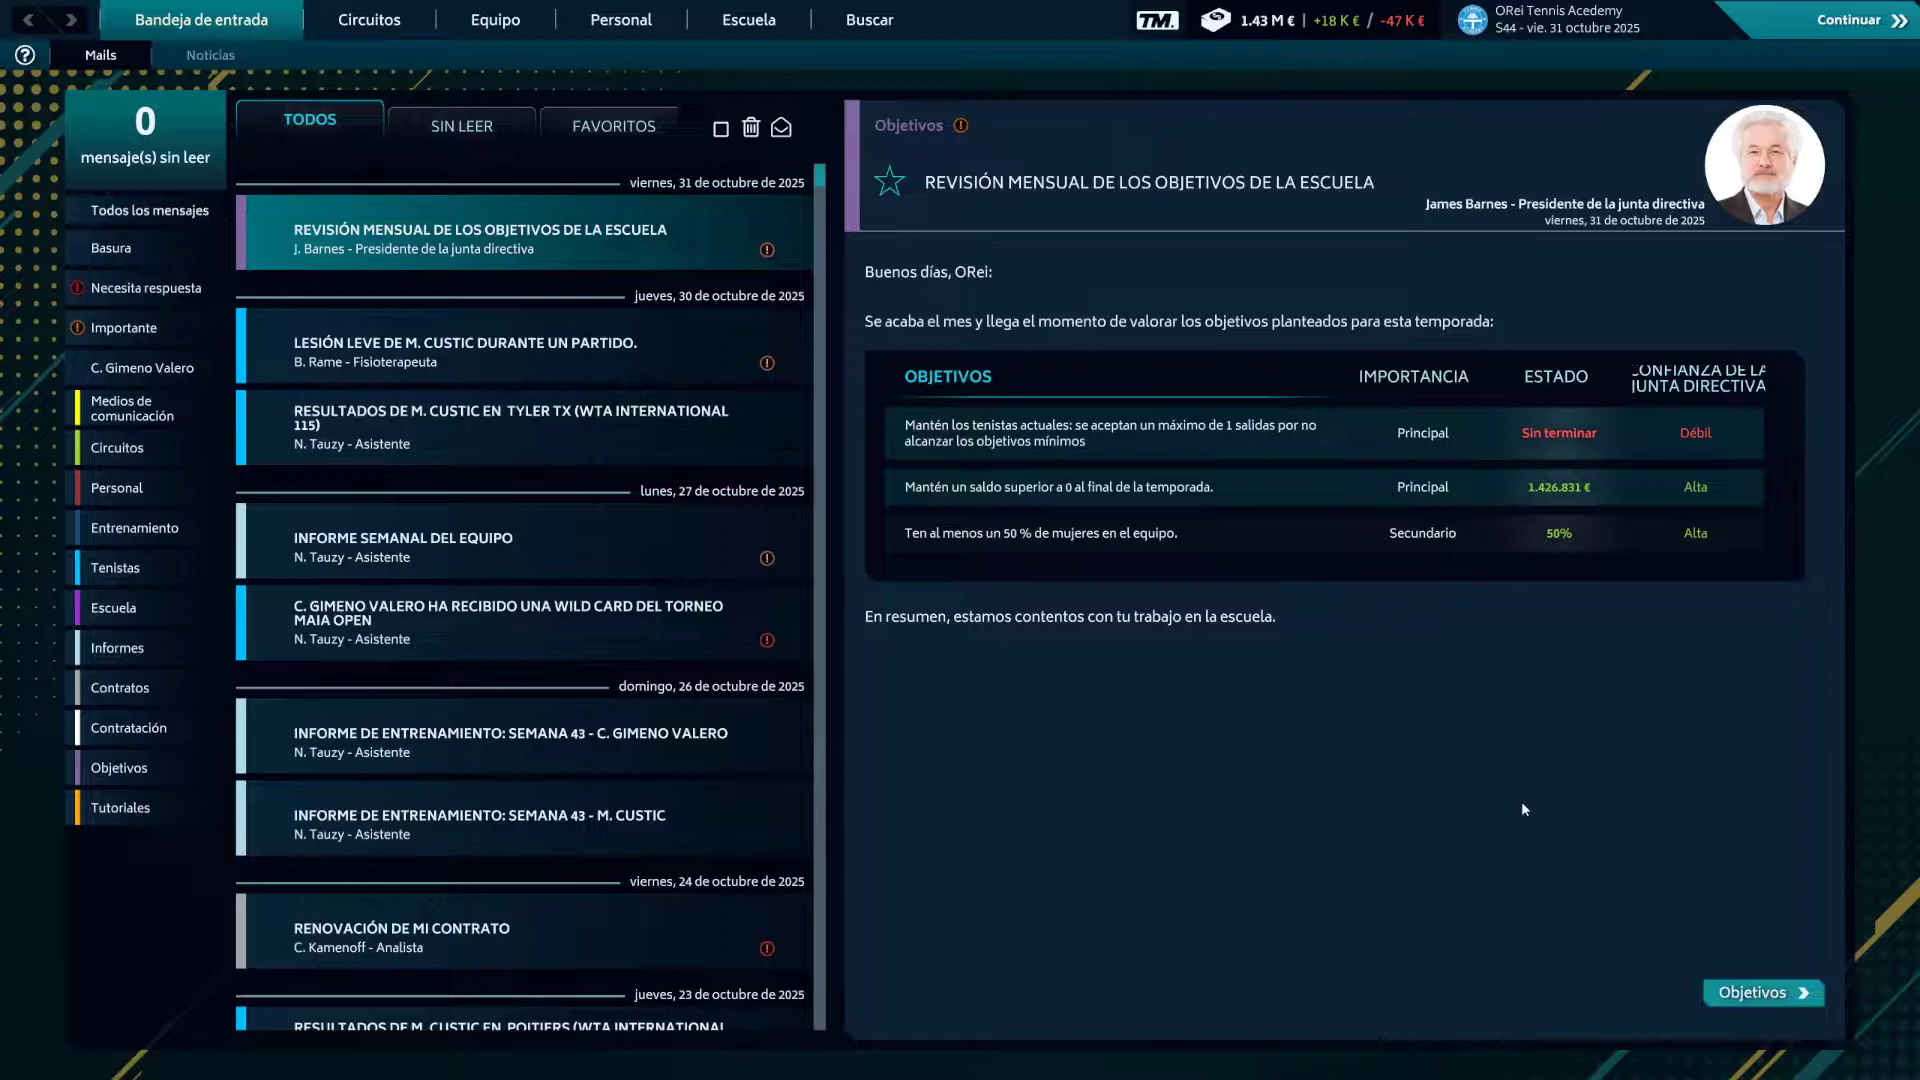 Bandeja de entrada
Circuitos
Equipo
Personal
Escuela
Buscar
TM.
1.43 M € | +18 K € / -47 K €
ORei Tennis Acedemy
S44 - vie. 31 octubre 2025
Continuar
Mails
Noticias
0
mensaje(s) sin leer
Todos los mensajes
Basura
Necesita respuesta
Importante
C. Gimeno Valero
Medios de
comunicación
Circuitos
Personal
Entrenamiento
Tenistas
Escuela
Informes
Contratos
Contratación
Objetivos
Tutoriales
TODOS
SIN LEER
FAVORITOS
viernes, 31 de octubre de 2025
REVISIÓN MENSUAL DE LOS OBJETIVOS DE LA ESCUELA
J. Barnes - Presidente de la junta directiva
jueves, 30 de octubre de 2025
LESIÓN LEVE DE M. CUSTIC DURANTE UN PARTIDO.
B. Rame - Fisioterapeuta
RESULTADOS DE M. CUSTIC EN TYLER TX (WTA INTERNATIONAL
115)
N. Tauzy - Asistente
lunes, 27 de octubre de 2025
INFORME SEMANAL DEL EQUIPO
N. Tauzy - Asistente
C. GIMENO VALERO HA RECIBIDO UNA WILD CARD DEL TORNEO
MAIA OPEN
N. Tauzy - Asistente
domingo, 26 de octubre de 2025
INFORME DE ENTRENAMIENTO: SEMANA 43 - C. GIMENO VALERO
N. Tauzy - Asistente
INFORME DE ENTRENAMIENTO: SEMANA 43 - M. CUSTIC
N. Tauzy - Asistente
viernes, 24 de octubre de 2025
RENOVACIÓN DE MI CONTRATO
C. Kamenoff - Analista
jueves, 23 de octubre de 2025
RESULTADOS DE M. CUSTIC EN POITIERS (WTA INTERNATIONAL
Objetivos
REVISIÓN MENSUAL DE LOS OBJETIVOS DE LA ESCUELA
James Barnes - Presidente de la junta directiva
viernes, 31 de octubre de 2025
Buenos días, ORei:
Se acaba el mes y llega el momento de valorar los objetivos planteados para esta temporada:
OBJETIVOS
IMPORTANCIA
ESTADO
CONFIANZA DE LA
JUNTA DIRECTIVA
Mantén los tenistas actuales: se aceptan un máximo de 1 salidas por no
alcanzar los objetivos mínimos
Principal
Sin terminar
Débil
Mantén un saldo superior a 0 al final de la temporada.
Principal
1.426.831 €
Alta
Ten al menos un 50 % de mujeres en el equipo.
Secundario
50%
Alta
En resumen, estamos contentos con tu trabajo en la escuela.
Objetivos